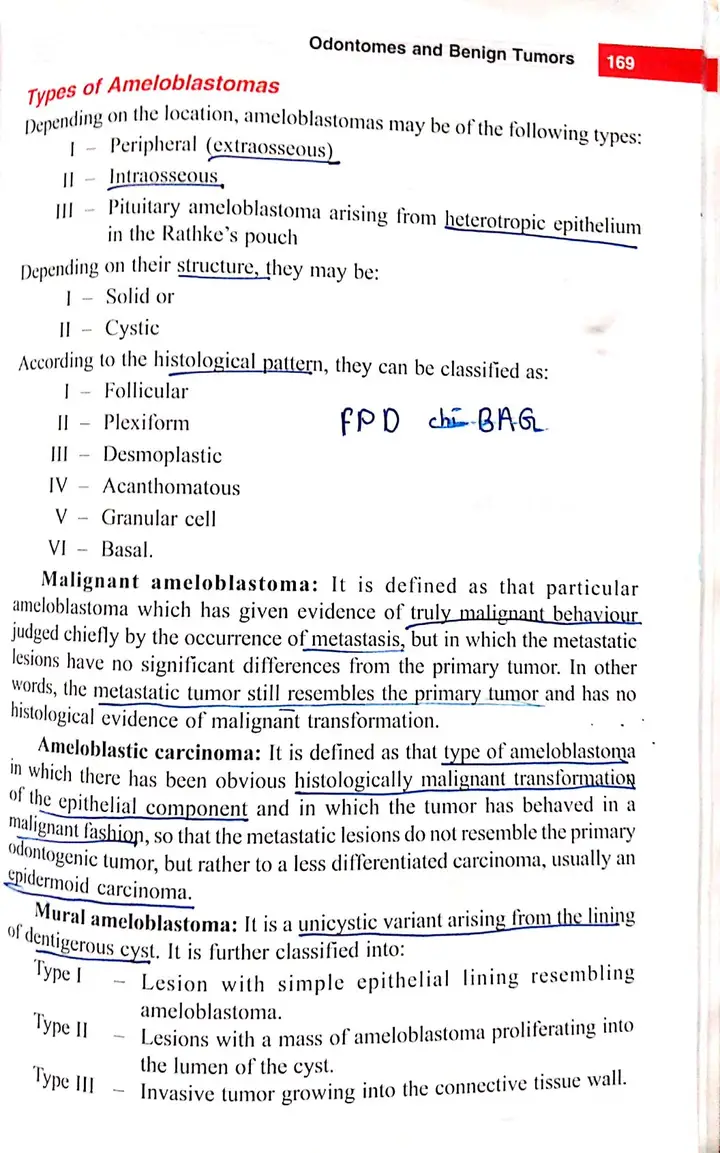 Odontomes and Benign Tumors 169
Types of Ameloblastomas
Depending on the location, ameloblastomas may be of the following types:
I – Peripheral (extraosseous)
II – Intraosseous
III – Pituitary ameloblastoma arising from heterotropic epithelium
in the Rathke's pouch
Depending on their structure, they may be:
I – Solid or
II – Cystic
According to the histological pattern, they can be classified as:
I – Follicular
II – Plexiform FPD chi-BAG
III – Desmoplastic
IV – Acanthomatous
V – Granular cell
VI – Basal.
Malignant ameloblastoma: It is defined as that particular
ameloblastoma which has given evidence of truly malignant behaviour
judged chiefly by the occurrence of metastasis, but in which the metastatic
lesions have no significant differences from the primary tumor. In other
words, the metastatic tumor still resembles the primary tumor and has no
histological evidence of malignant transformation.
Ameloblastic carcinoma: It is defined as that type of ameloblastoma
in which there has been obvious histologically malignant transformation
of the epithelial component and in which the tumor has behaved in a
malignant fashion, so that the metastatic lesions do not resemble the primary
odontogenic tumor, but rather to a less differentiated carcinoma, usually an
epidermoid carcinoma.
Mural ameloblastoma: It is a unicystic variant arising from the lining
of dentigerous cyst. It is further classified into:
Type I – Lesion with simple epithelial lining resembling
ameloblastoma.
Type II – Lesions with a mass of ameloblastoma proliferating into
the lumen of the cyst.
Type III – Invasive tumor growing into the connective tissue wall.